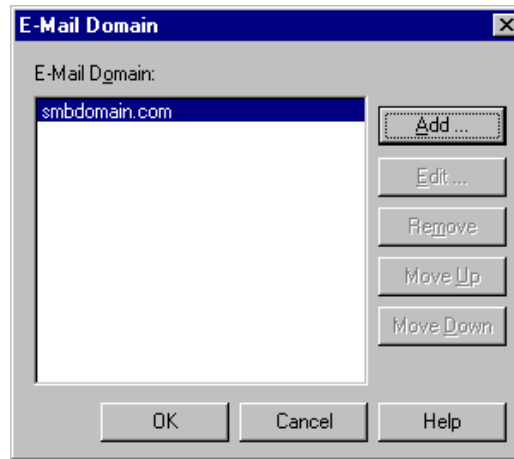 E-Mail Domain
E-Mail Domain:
smbdomain.com
Add ...
Edit ...
Remove
Move Up
Move Down
OK
Cancel
Help